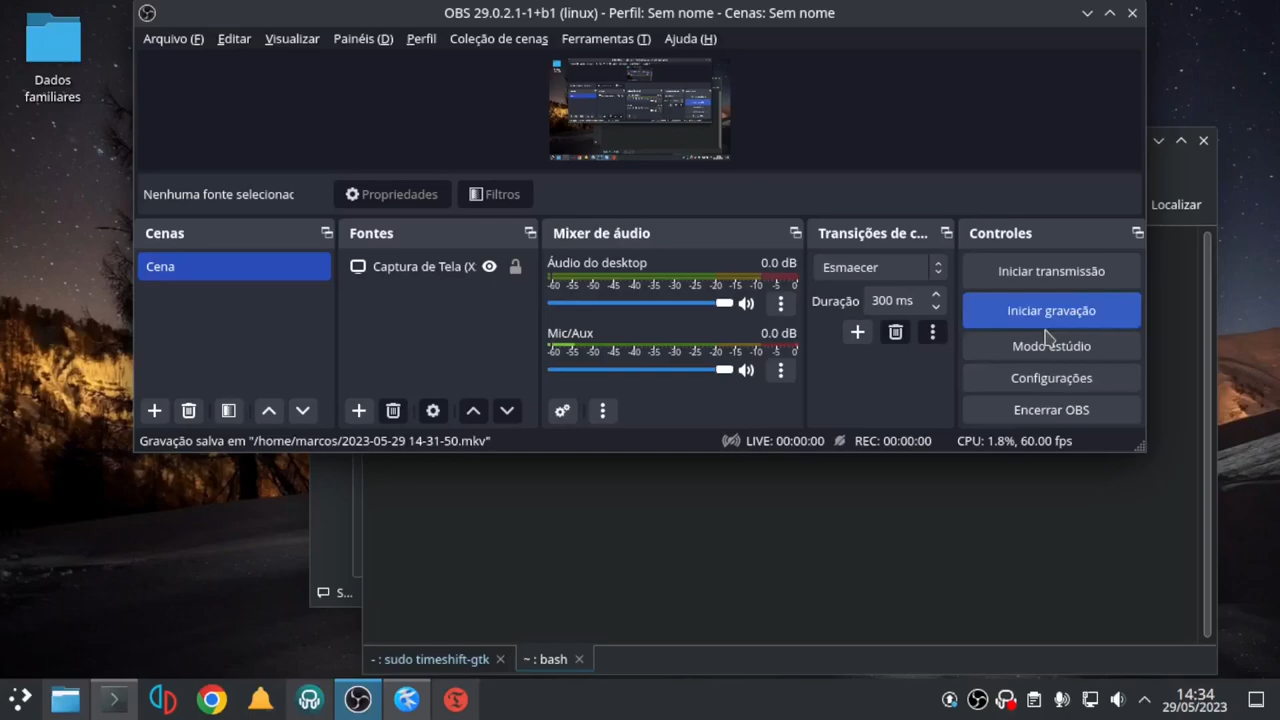 Dados
familiares
OBS 29.0.2.1-1+b1 (linux) - Perfil: Sem nome - Cenas: Sem nome
Arquivo (F) Editar Visualizar Painéis (D) Perfil Coleção de cenas Ferramentas (T) Ajuda (H)
Nenhuma fonte selecionac Propriedades Filtros
Localizar
Cenas
Cena
Fontes
Captura de Tela (X
Mixer de áudio
Áudio do desktop 0.0 dB
-60 -55 -50 -45 -40 -35 -30 -25 -20 -15 -10 -5 0
Mic/Aux 0.0 dB
-60 -55 -50 -45 -40 -35 -30 -25 -20 -15 -10 -5 0
Transições de c...
Esmaecer
Duração 300 ms
Controles
Iniciar transmissão
Iniciar gravação
Modo estúdio
Configurações
Encerrar OBS
Gravação salva em "/home/marcos/2023-05-29 14-31-50.mkv" LIVE: 00:00:00 REC: 00:00:00 CPU: 1.8%, 60.00 fps
S...
- : sudo timeshift-gtk ~ : bash
14:34
29/05/2023